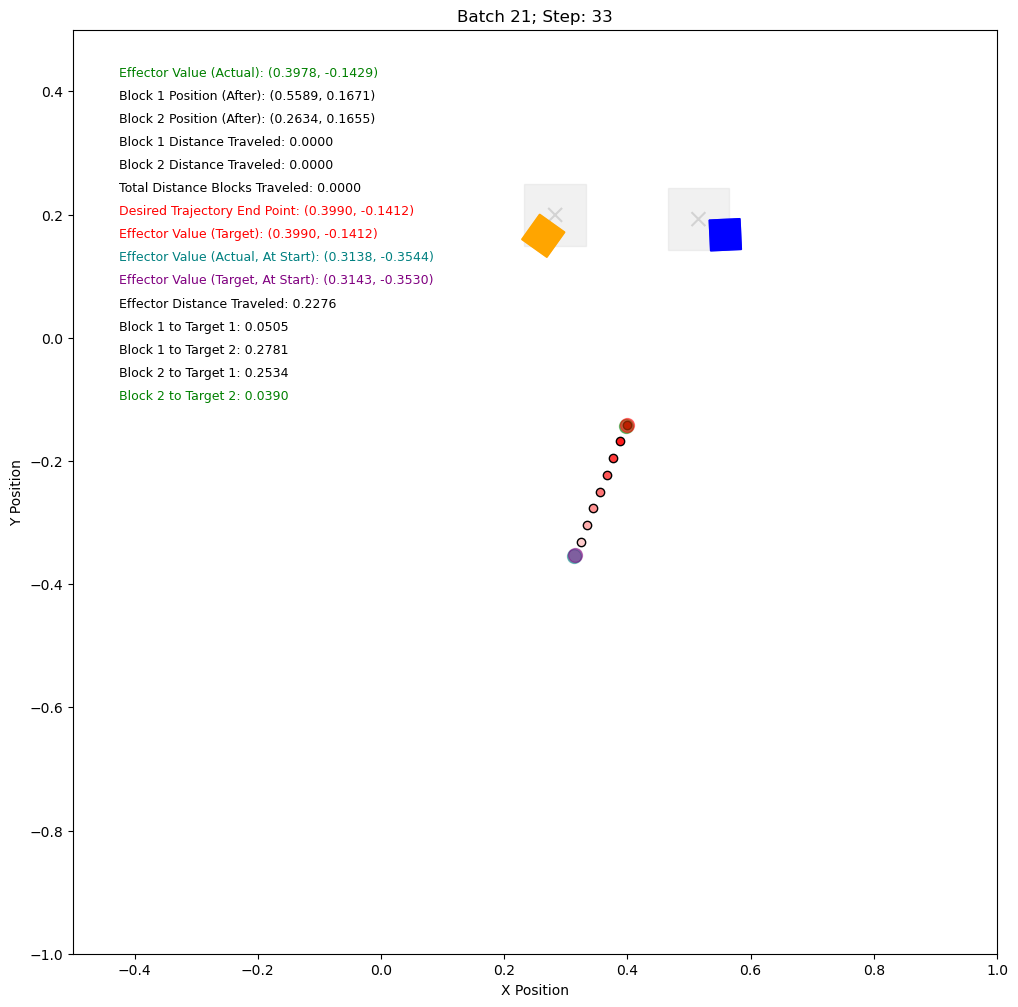 Batch 21; Step: 33
Effector Value (Actual): (0.3978, -0.1429)
Block 1 Position (After): (0.5589, 0.1671)
Block 2 Position (After): (0.2634, 0.1655)
Block 1 Distance Traveled: 0.0000
Block 2 Distance Traveled: 0.0000
Total Distance Blocks Traveled: 0.0000
Desired Trajectory End Point: (0.3990, -0.1412)
Effector Value (Target): (0.3990, -0.1412)
Effector Value (Actual, At Start): (0.3138, -0.3544)
Effector Value (Target, At Start): (0.3143, -0.3530)
Effector Distance Traveled: 0.2276
Block 1 to Target 1: 0.0505
Block 1 to Target 2: 0.2781
Block 2 to Target 1: 0.2534
Block 2 to Target 2: 0.0390
Y Position
0.4
0.2
0.0
−0.2
−0.4
−0.6
−0.8
−1.0
−0.4
−0.2
0.0
0.2
0.4
0.6
0.8
1.0
X Position